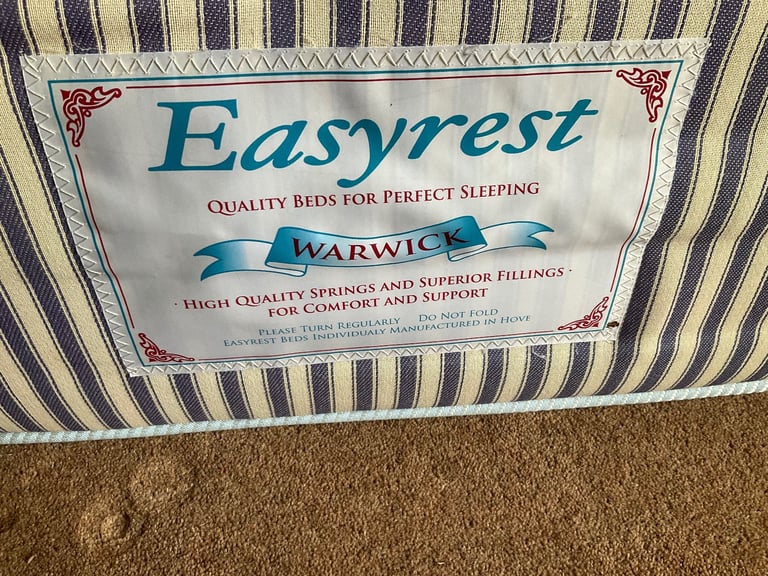 Easyrest
QUALITY BEDS FOR PERFECT SLEEPING
WARWICK
· HIGH QUALITY SPRINGS AND SUPERIOR FILLINGS ·
FOR COMFORT AND SUPPORT
PLEASE TURN REGULARLY DO NOT FOLD
EASYREST BEDS INDIVIDUALY MANUFACTURED IN HOVE